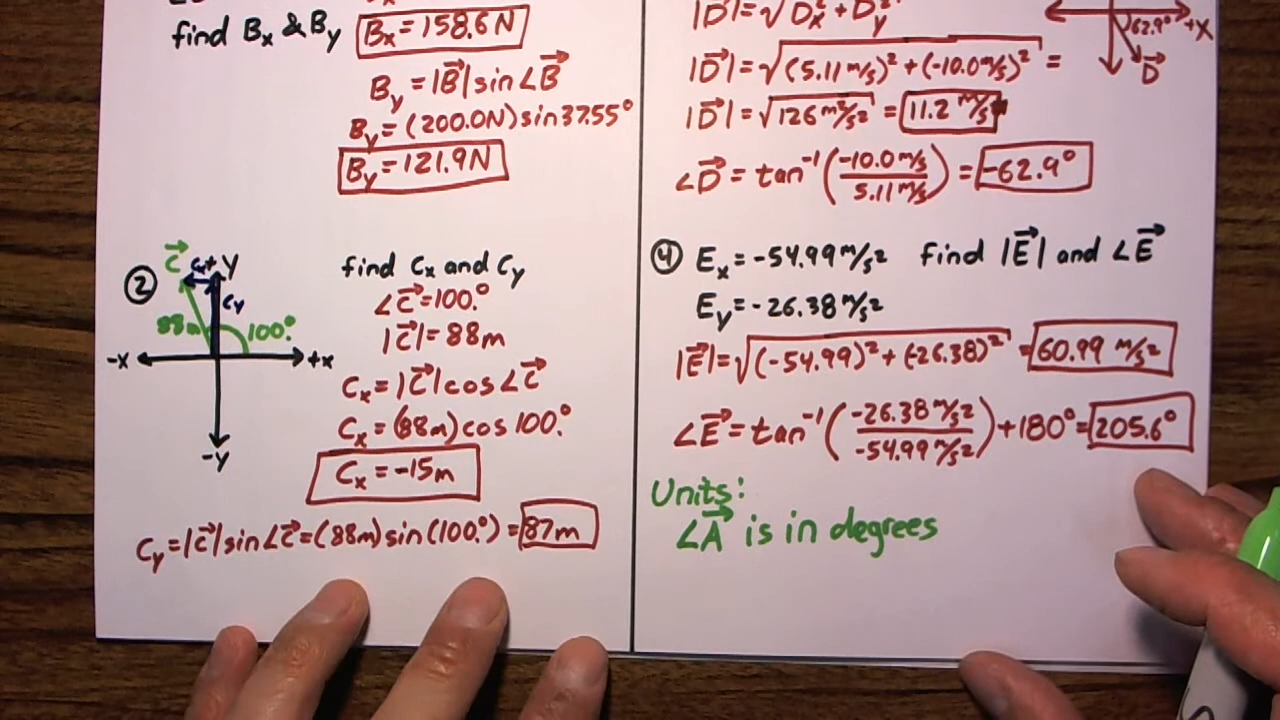 find Bx & By Bx = 158.6 N
By = |B⃗| sin∠B⃗
By = (200.0N) sin 37.55°
By = 121.9N
② C⃗ Cx +Y
Cy
88m 100.°
-X +X
-Y
find Cx and Cy
∠C⃗ = 100.°
|C⃗| = 88m
Cx = |C⃗| cos∠C⃗
Cx = (88m) cos 100.°
Cx = -15m
Cy = |C⃗| sin∠C⃗ = (88m) sin(100.°) = 87m
|D⃗| = √Dx² + Dy²
|D⃗| = √(5.11 m/s)² + (-10.0 m/s)² =
|D⃗| = √126 m²/s² = 11.2 m/s
∠D⃗ = tan⁻¹(-10.0 m/s / 5.11 m/s) = -62.9°
62.9° +X
D⃗
④ Ex = -54.99 m/s² find |E⃗| and ∠E⃗
Ey = -26.38 m/s²
|E⃗| = √(-54.99)² + (-26.38)² = 60.99 m/s²
∠E⃗ = tan⁻¹(-26.38 m/s² / -54.99 m/s²) + 180° = 205.6°
Units:
∠A⃗ is in degrees